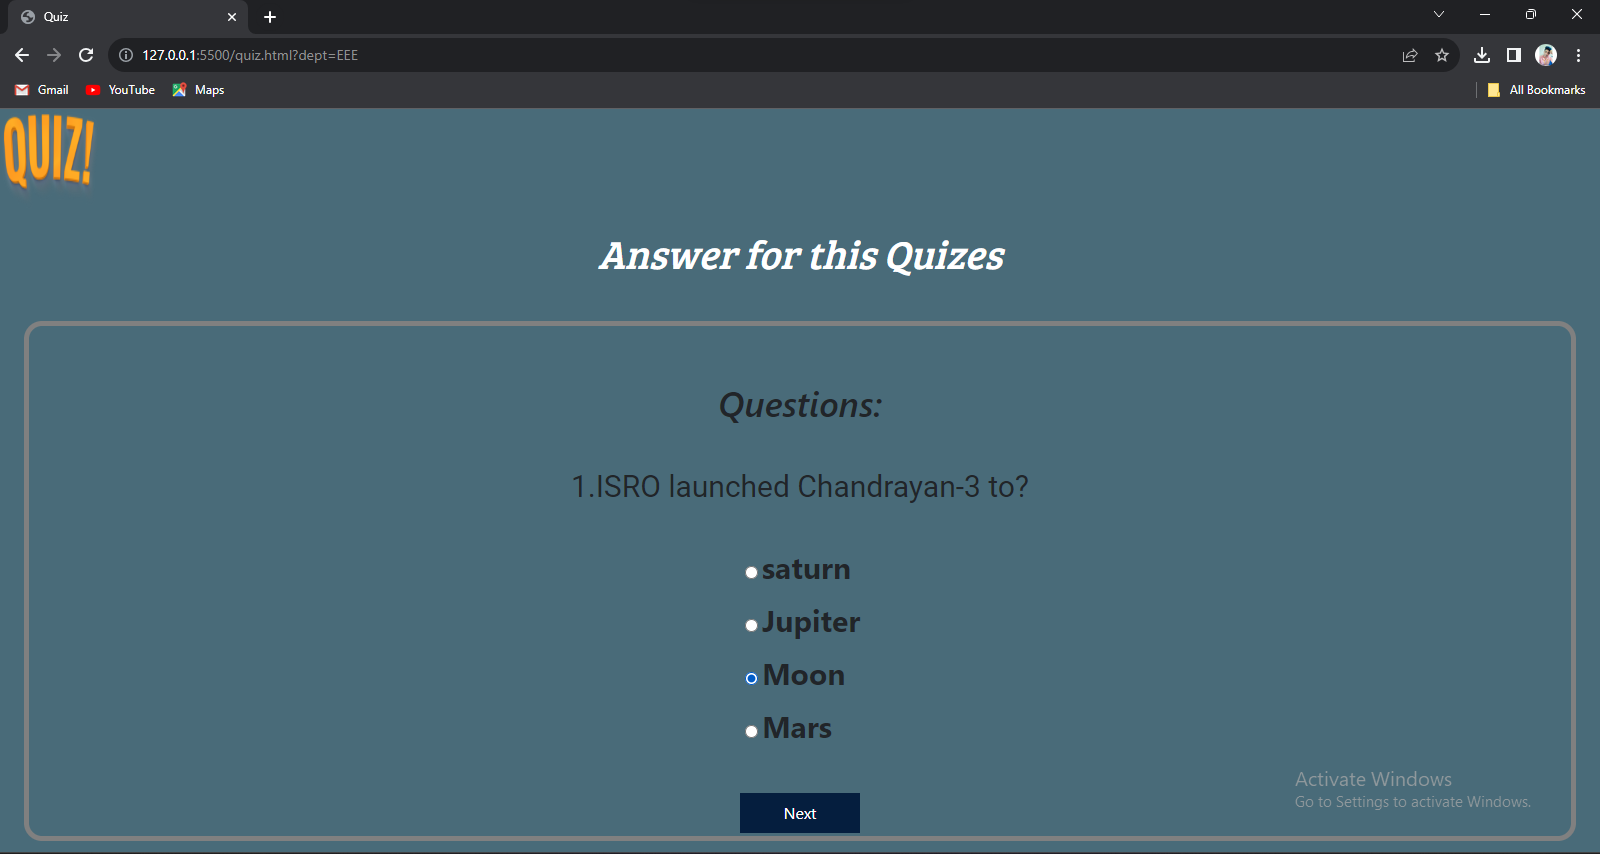 Quiz
127.0.0.1:5500/quiz.html?dept=EEE
Gmail YouTube Maps All Bookmarks
QUIZ!
Answer for this Quizes
Questions:
1.ISRO launched Chandrayan-3 to?
saturn
Jupiter
Moon
Mars
Activate Windows
Go to Settings to activate Windows.
Next